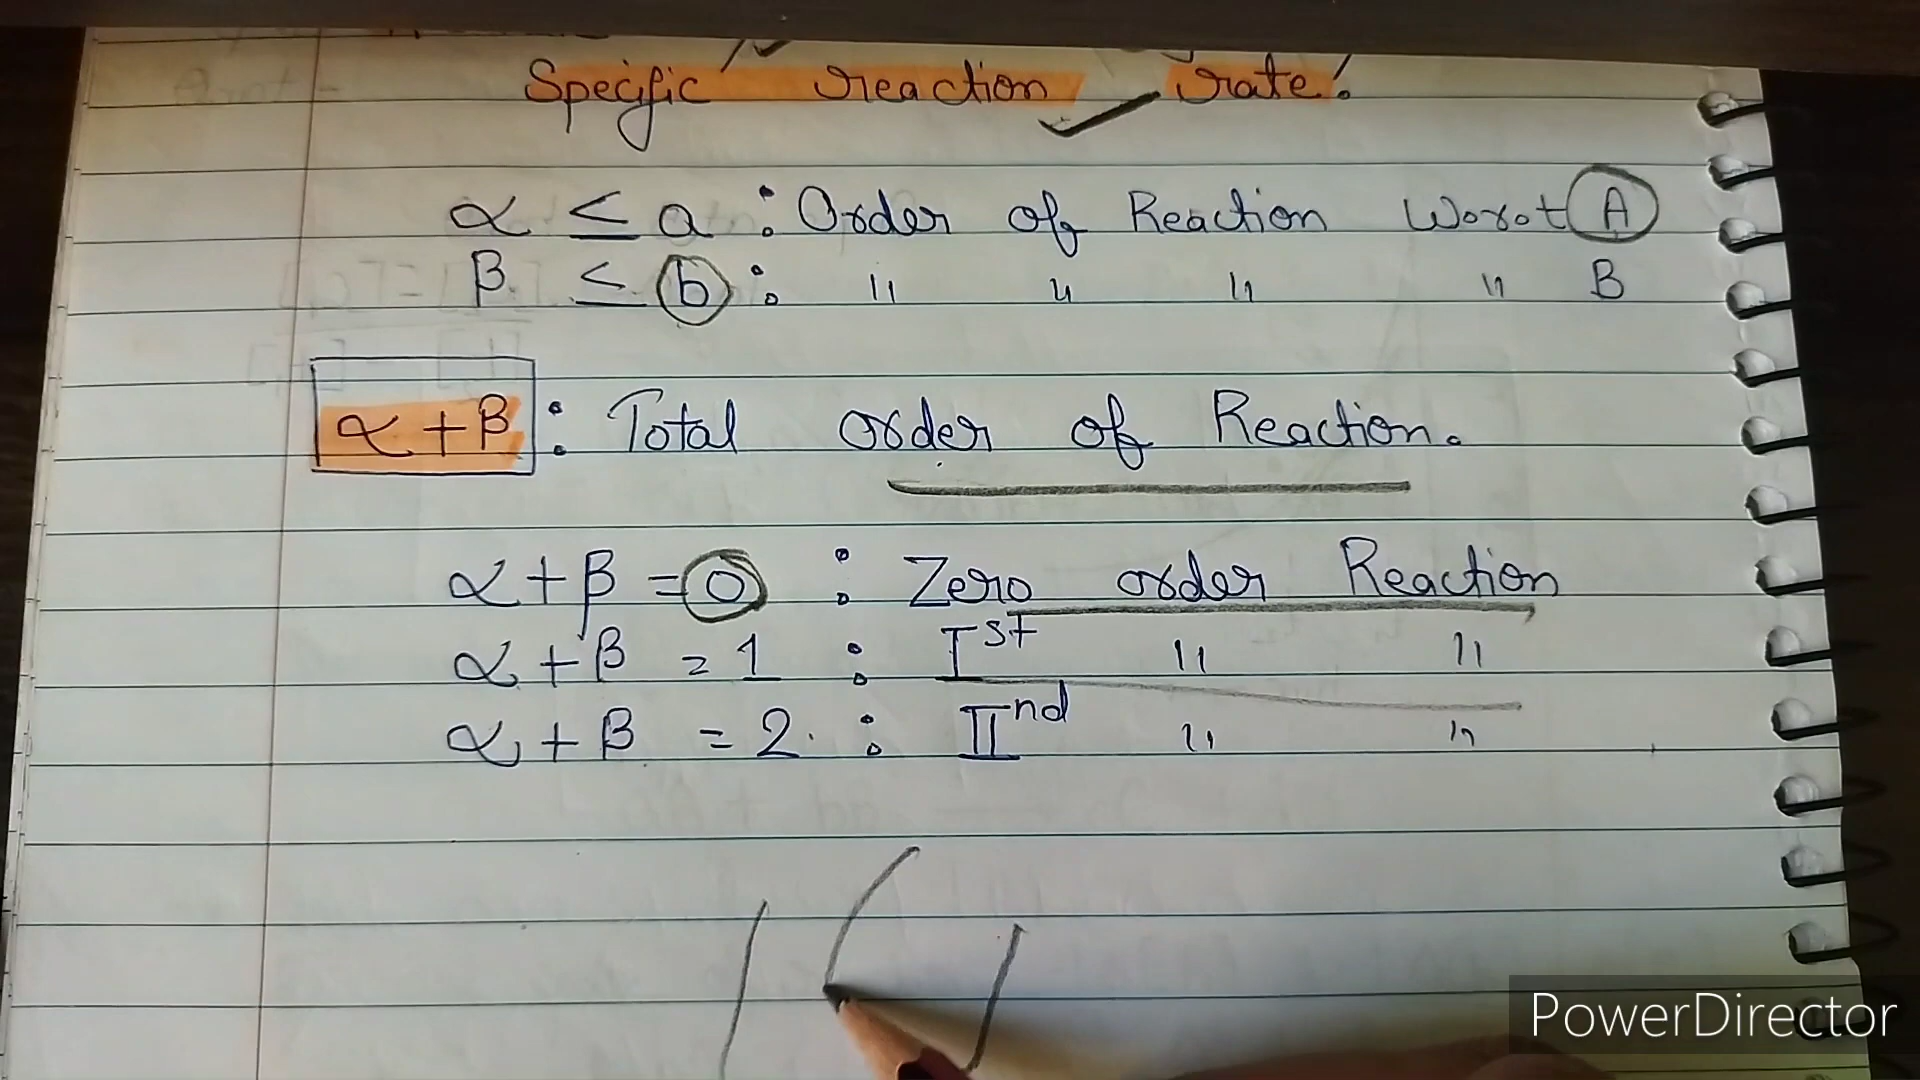 Specific reaction rate.
α ≤ a : Order of Reaction w.r.t A
β ≤ b : " " " " B
α + β : Total order of Reaction.
α + β = 0 : Zero order Reaction
α + β = 1 : Ist " "
α + β = 2 : IInd " "
PowerDirector